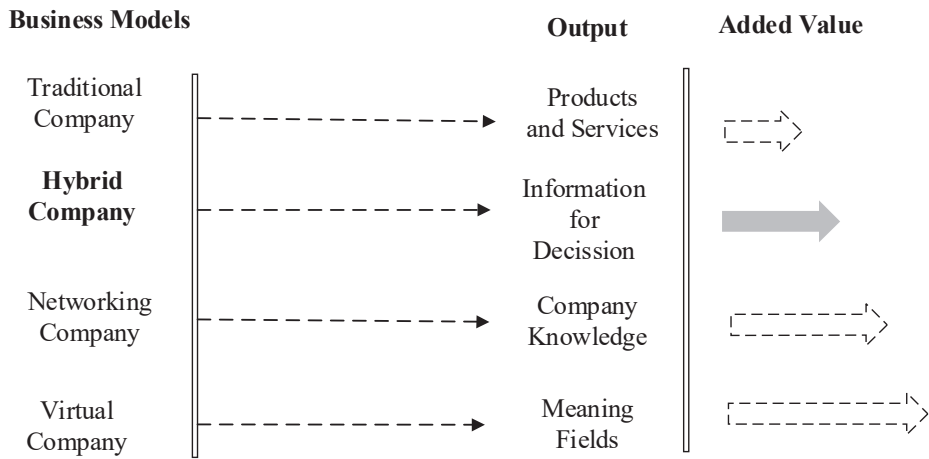 Business Models
Output
Added Value
Traditional
Company
Products
and Services
Hybrid
Company
Information
for
Decission
Networking
Company
Company
Knowledge
Virtual
Company
Meaning
Fields